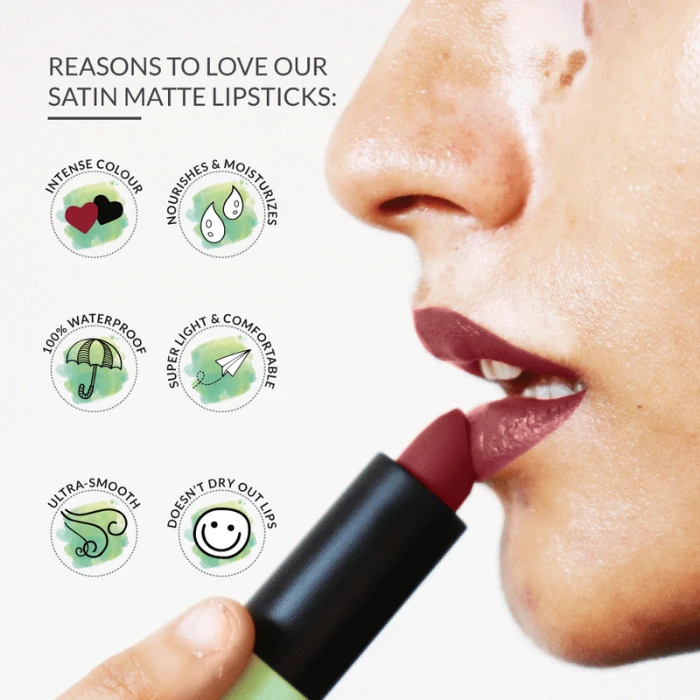 REASONS TO LOVE OUR
SATIN MATTE LIPSTICKS:
INTENSE COLOUR
NOURISHES & MOISTURIZES
100% WATERPROOF
SUPER LIGHT & COMFORTABLE
ULTRA-SMOOTH
DOESN'T DRY OUT LIPS